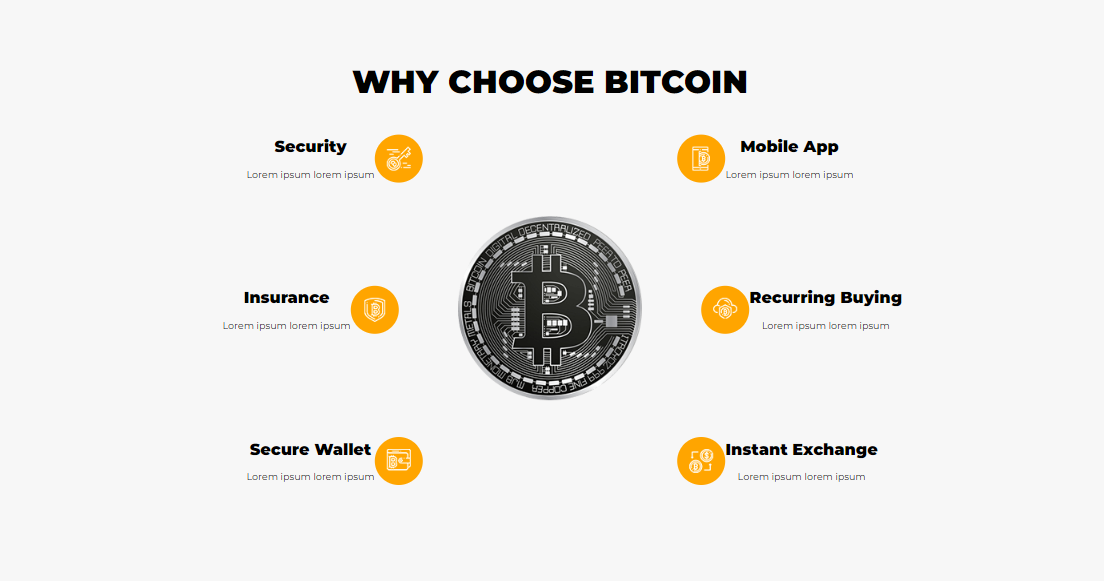 WHY CHOOSE BITCOIN
Security
Lorem ipsum lorem ipsum
Mobile App
Lorem ipsum lorem ipsum
BITCOIN DIGITAL DECENTRALIZED PEER TO PEER
Insurance
Lorem ipsum lorem ipsum
Recurring Buying
Lorem ipsum lorem ipsum
999 FINE COPPER
Secure Wallet
Lorem ipsum lorem ipsum
Instant Exchange
Lorem ipsum lorem ipsum